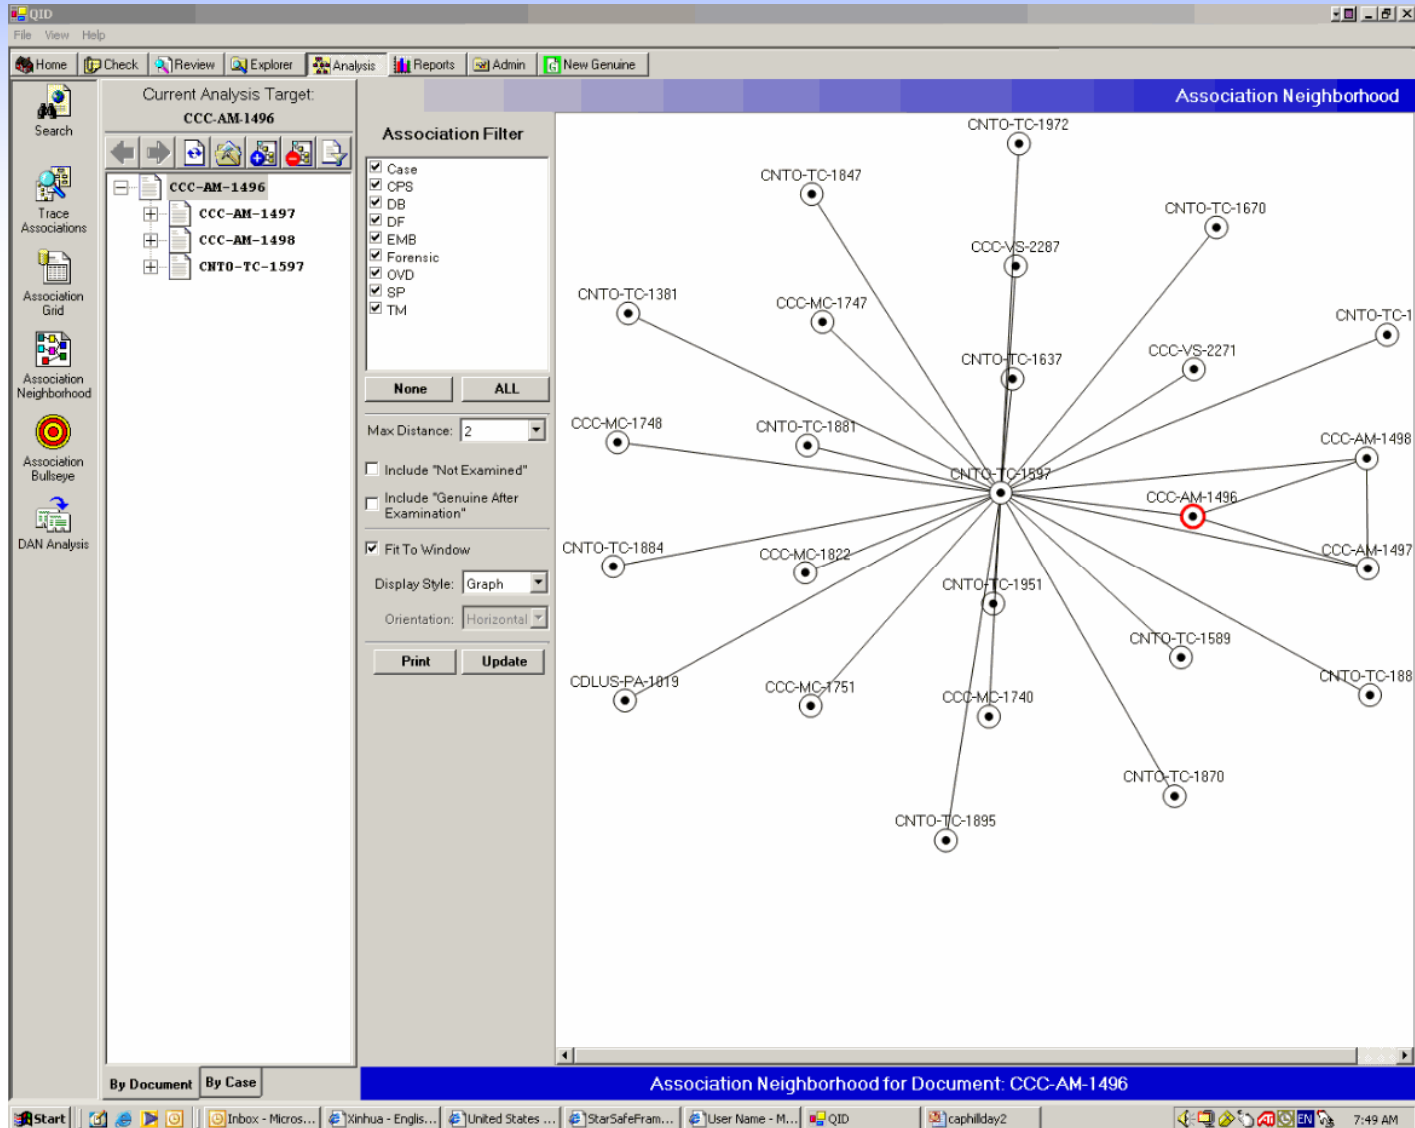 QID
File View Help
Home Check Review Explorer Analysis Reports Admin New Genuine
Search
Trace
Associations
Association
Grid
Association
Neighborhood
Association
Bullseye
DAN Analysis
Current Analysis Target:
CCC-AM-1496
CCC-AM-1496
CCC-AM-1497
CCC-AM-1498
CNTO-TC-1597
By Document By Case
Association Filter
Case
CPS
DB
DF
EMB
Forensic
OVD
SP
TM
None ALL
Max Distance: 2
Include "Not Examined"
Include "Genuine After
Examination"
Fit To Window
Display Style: Graph
Orientation: Horizontal
Print Update
Association Neighborhood
CNTO-TC-1972
CNTO-TC-1847
CNTO-TC-1670
CCC-VS-2287
CNTO-TC-1381
CCC-MC-1747
CNTO-TC-1
CCC-VS-2271
CNTO-TC-1637
CCC-MC-1748
CNTO-TC-1881
CCC-AM-1498
CNTO-TC-1597
CCC-AM-1496
CNTO-TC-1884
CCC-MC-1822
CCC-AM-1497
CNTO-TC-1951
CNTO-TC-1589
CDLUS-PA-1019
CCC-MC-1751
CCC-MC-1740
CNTO-TC-188
CNTO-TC-1870
CNTO-TC-1895
Association Neighborhood for Document: CCC-AM-1496
Start Inbox - Micros... Xinhua - Englis... United States ... StarSafeFram... User Name - M... QID caphillday2 EN 7:49 AM